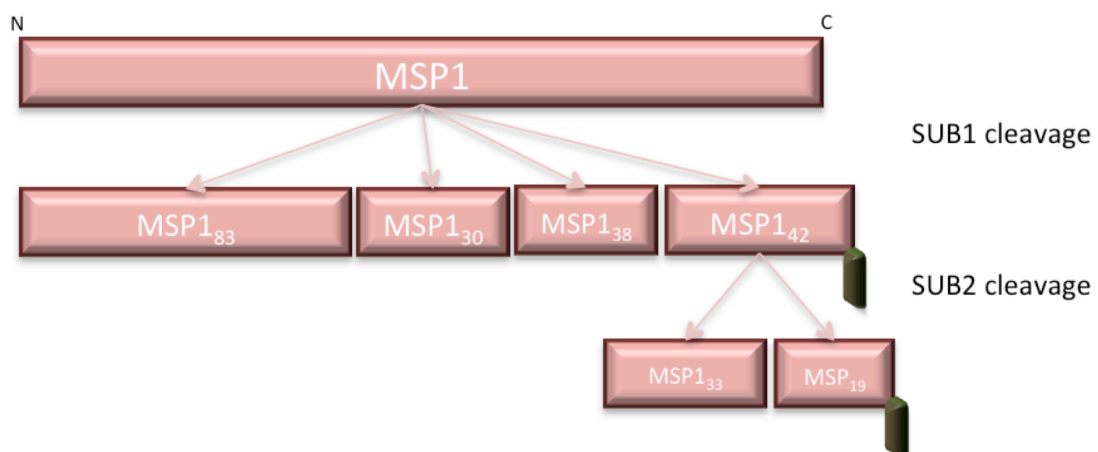 N
C
MSP1
SUB1 cleavage
MSP1₈₃
MSP1₃₀
MSP1₃₈
MSP1₄₂
SUB2 cleavage
MSP1₃₃
MSP₁₉